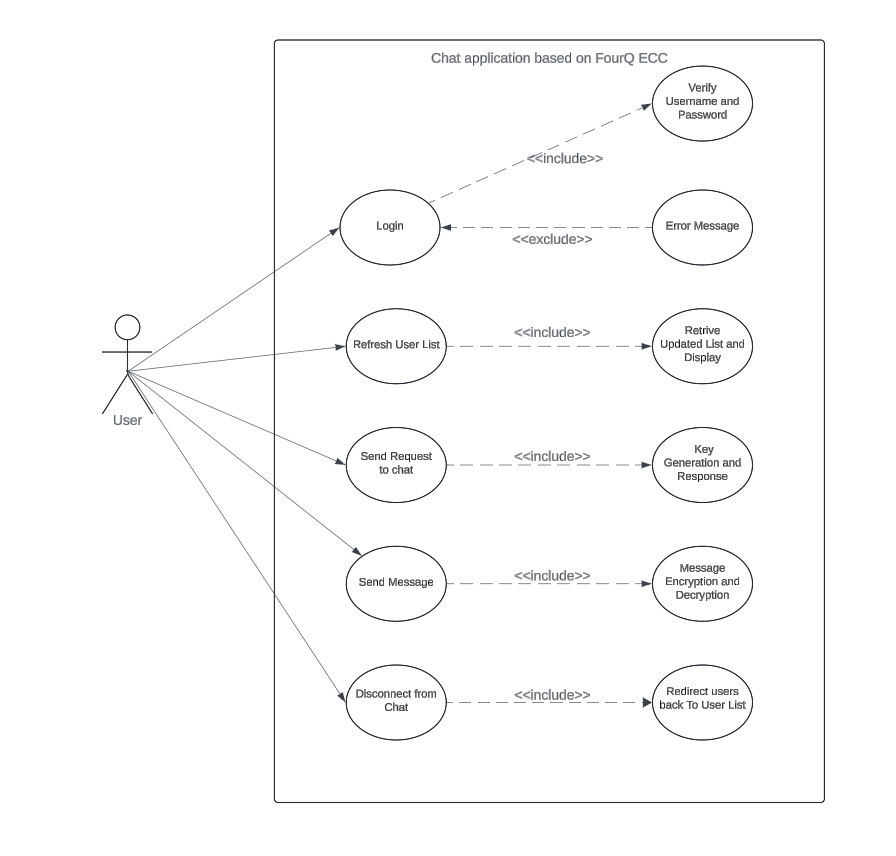 Chat application based on FourQ ECC
Verify
Username and
Password
<<include>>
Login
Error Message
<<exclude>>
Refresh User List
<<include>>
Retrive
Updated List and
Display
User
Send Request
to chat
<<include>>
Key
Generation and
Response
Send Message
<<include>>
Message
Encryption and
Decryption
Disconnect from
Chat
<<include>>
Redirect users
back To User List